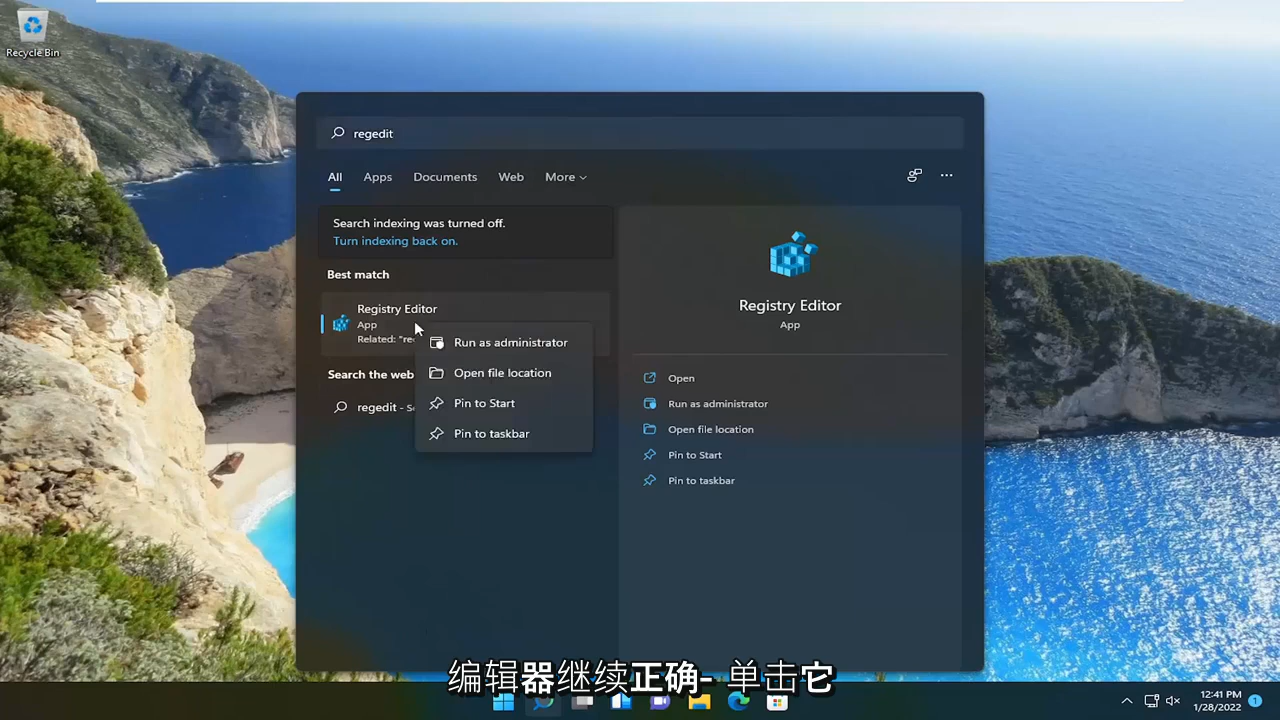 Recycle Bin
regedit
All Apps Documents Web More
Search indexing was turned off.
Turn indexing back on.
Best match
Registry Editor
App
Related: "re
Search the web
regedit - S
Run as administrator
Open file location
Pin to Start
Pin to taskbar
Registry Editor
App
Open
Run as administrator
Open file location
Pin to Start
Pin to taskbar
编辑器继续正确- 单击它
12:41 PM
1/28/2022
1